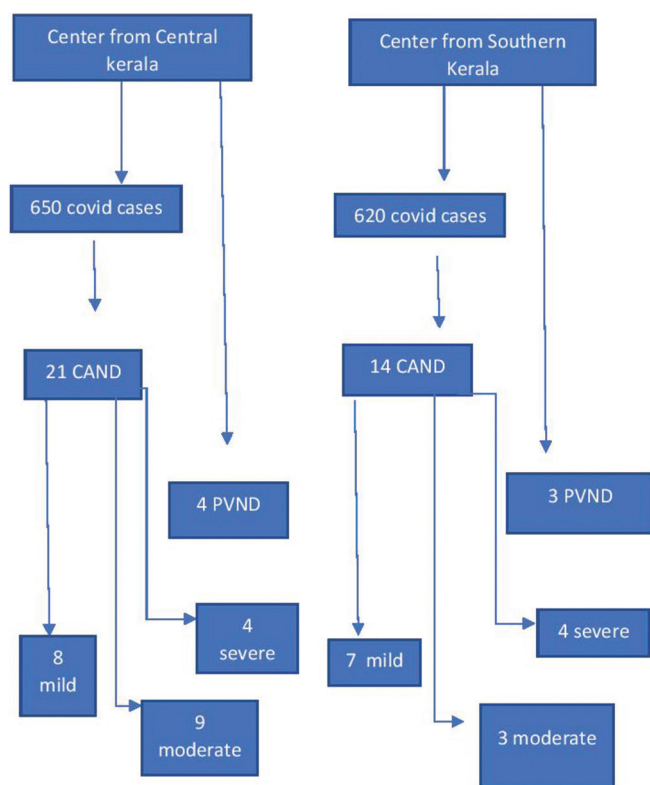 Center from Central
kerala
Center from Southern
Kerala
650 covid cases
620 covid cases
21 CAND
14 CAND
4 PVND
3 PVND
4
severe
4 severe
8
mild
7 mild
9
moderate
3 moderate